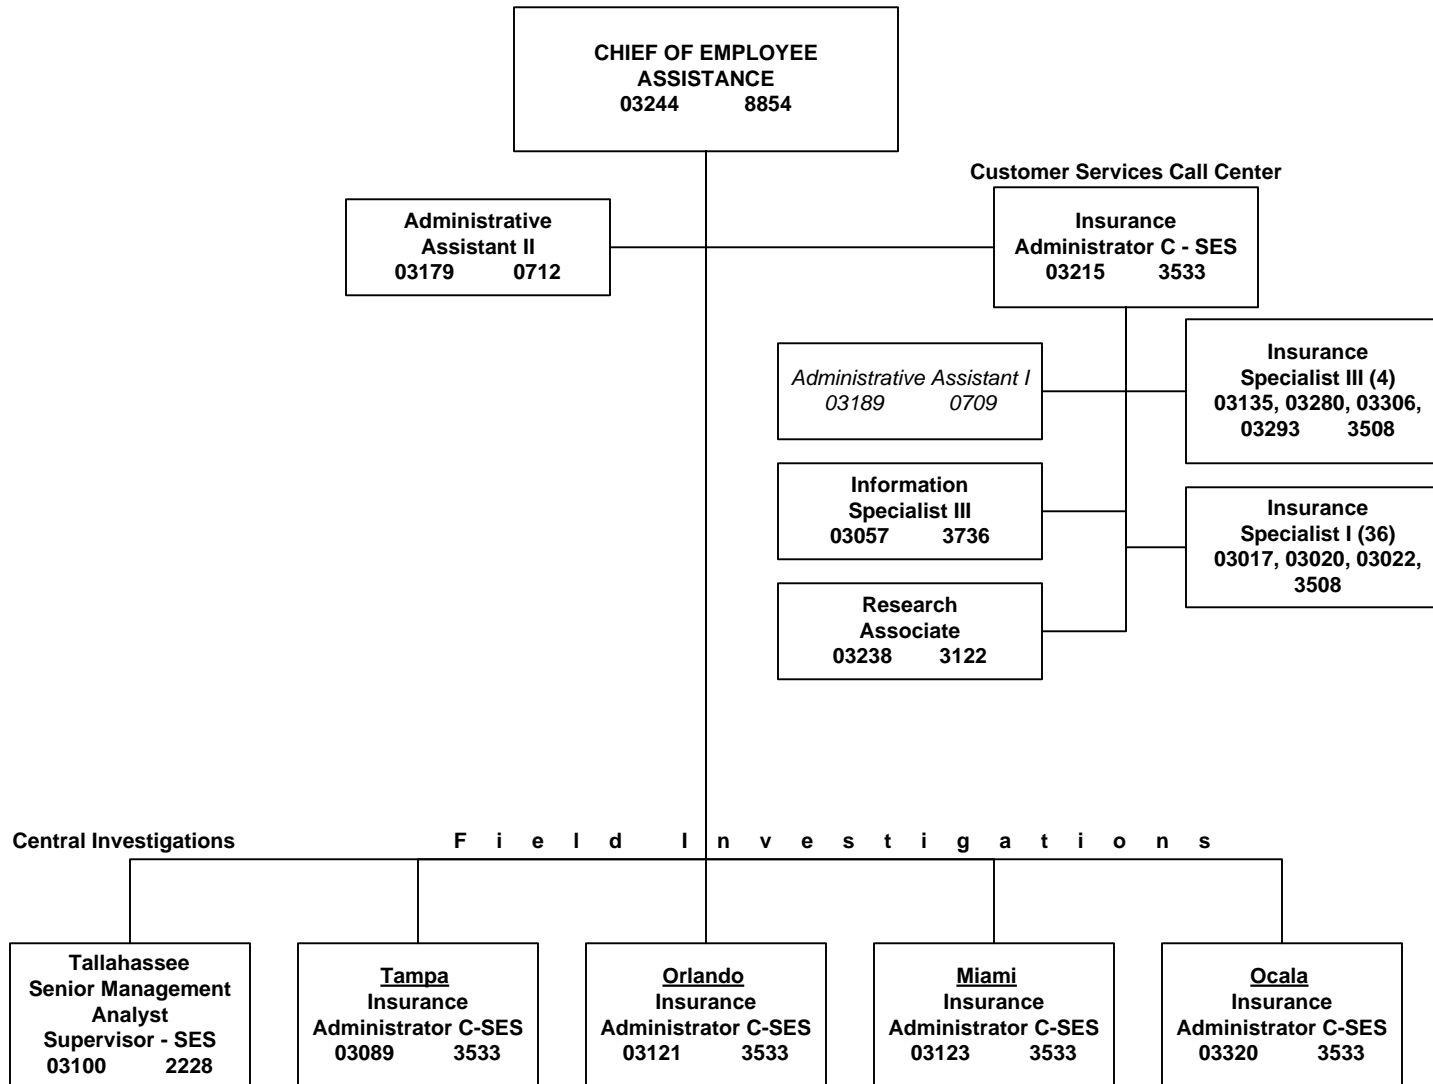 CHIEF OF EMPLOYEE
ASSISTANCE
03244 8854
Customer Services Call Center
Administrative
Assistant II
03179 0712
Insurance
Administrator C - SES
03215 3533
Administrative Assistant I
03189 0709
Insurance
Specialist III (4)
03135, 03280, 03306,
03293 3508
Information
Specialist III
03057 3736
Insurance
Specialist I (36)
03017, 03020, 03022,
3508
Research
Associate
03238 3122
Central Investigations
F i e l d I n v e s t i g a t i o n s
Tallahassee
Senior Management
Analyst
Supervisor - SES
03100 2228
Tampa
Insurance
Administrator C-SES
03089 3533
Orlando
Insurance
Administrator C-SES
03121 3533
Miami
Insurance
Administrator C-SES
03123 3533
Ocala
Insurance
Administrator C-SES
03320 3533